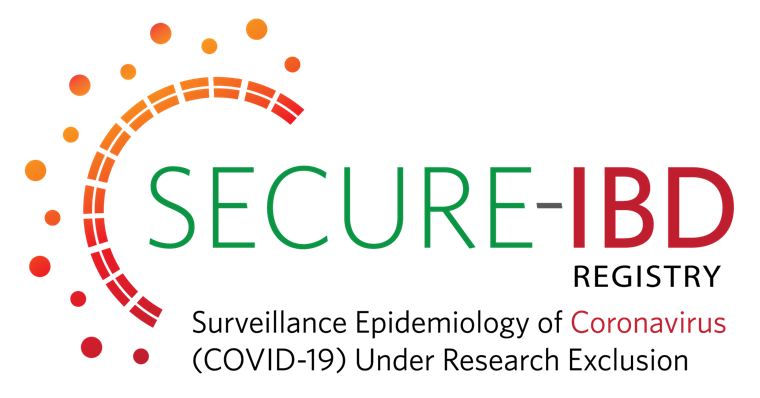 SECURE-IBD
REGISTRY
Surveillance Epidemiology of Coronavirus
(COVID-19) Under Research Exclusion